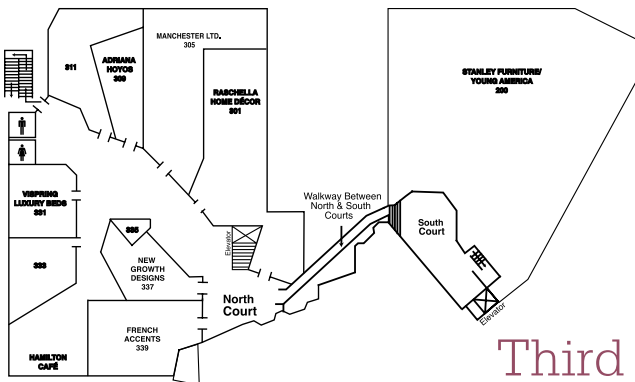 311
ADRIANA
HOYOS
309
MANCHESTER LTD.
305
RASCHELLA
HOME DÉCOR
301
STANLEY FURNITURE/
YOUNG AMERICA
200
VISPRING
LUXURY BEDS
331
333
335
NEW
GROWTH
DESIGNS
337
FRENCH
ACCENTS
339
HAMILTON
CAFÉ
Elevator
North
Court
Walkway Between
North & South
Courts
South
Court
Elevator
Third